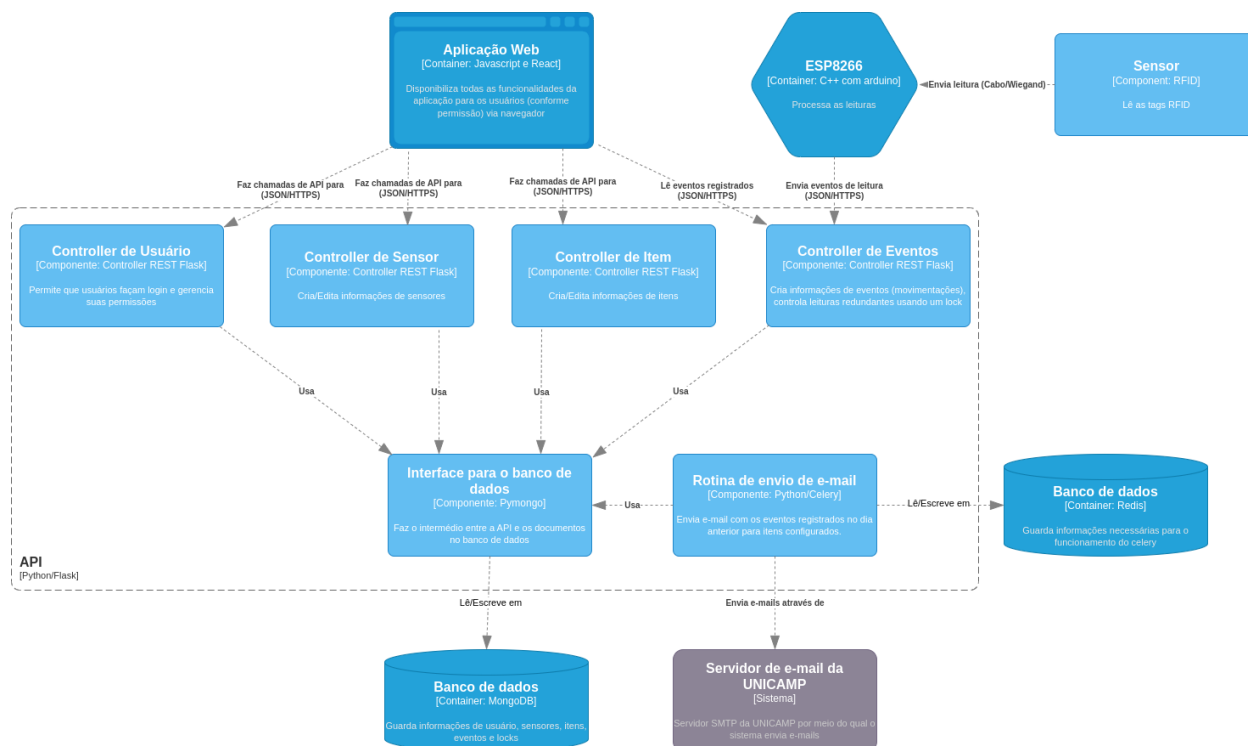 Aplicação Web
[Container: Javascript e React]
Disponibiliza todas as funcionalidades da
aplicação para os usuários (conforme
permissão) via navegador
ESP8266
[Container: C++ com arduino]
Processa as leituras
Envia leitura (Cabo/Wiegand)
Sensor
[Component: RFID]
Lê as tags RFID
Faz chamadas de API para
(JSON/HTTPS)
Faz chamadas de API para
(JSON/HTTPS)
Faz chamadas de API para
(JSON/HTTPS)
Lê eventos registrados
(JSON/HTTPS)
Envia eventos de leitura
(JSON/HTTPS)
Controller de Usuário
[Componente: Controller REST Flask]
Permite que usuários façam login e gerencia
suas permissões
Controller de Sensor
[Componente: Controller REST Flask]
Cria/Edita informações de sensores
Controller de Item
[Componente: Controller REST Flask]
Cria/Edita informações de itens
Controller de Eventos
[Componente: Controller REST Flask]
Cria informações de eventos (movimentações),
controla leituras redundantes usando um lock
Usa
Usa
Usa
Usa
Interface para o banco de
dados
[Componente: Pymongo]
Faz o intermédio entre a API e os documentos
no banco de dados
Usa
Rotina de envio de e-mail
[Componente: Python/Celery]
Envia e-mail com os eventos registrados no dia
anterior para itens configurados.
Lê/Escreve em
Banco de dados
[Container: Redis]
Guarda informações necessárias para o
funcionamento do celery
API
[Python/Flask]
Lê/Escreve em
Envia e-mails através de
Banco de dados
[Container: MongoDB]
Guarda informações de usuário, sensores, itens,
eventos e locks
Servidor de e-mail da
UNICAMP
[Sistema]
Servidor SMTP da UNICAMP por meio do qual o
sistema envia e-mails